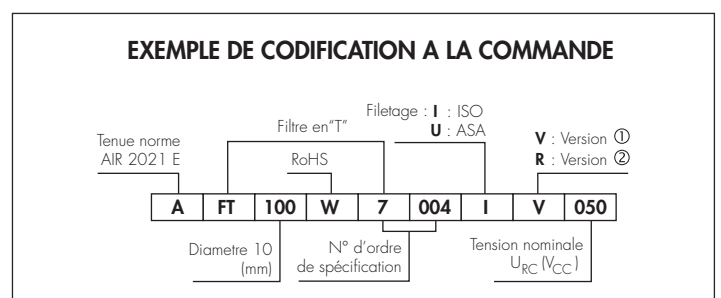 EXEMPLE DE CODIFICATION A LA COMMANDE
Tenue norme
AIR 2021 E
Filtre en"T"
RoHS
Filetage : I : ISO
U : ASA
V : Version ①
R : Version ②
A FT 100 W 7 004 I V 050
Diametre 10
(mm)
N° d'ordre
de spécification
Tension nominale
URC (VCC)